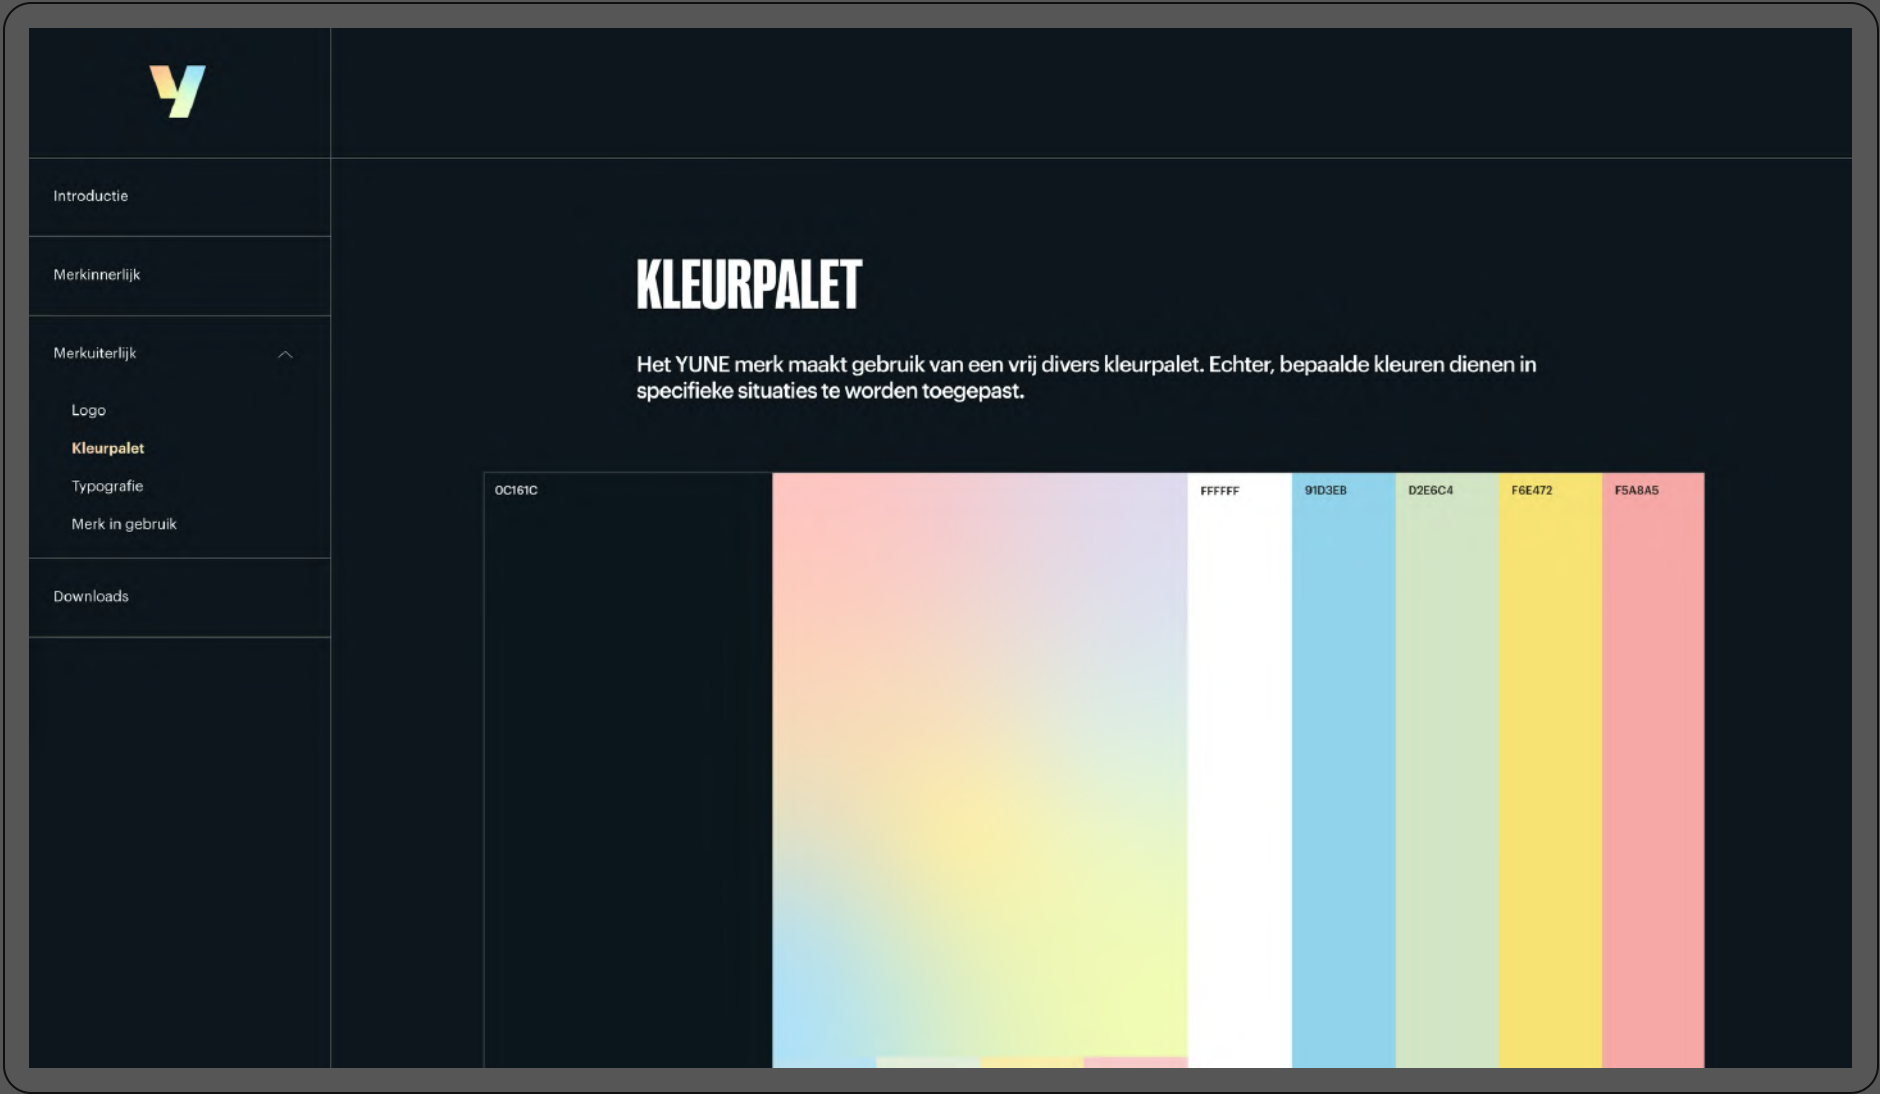 y
Introductie
Merkinnerlijk
Merkuiterlijk
Logo
Kleurpalet
Typografie
Merk in gebruik
Downloads
KLEURPALET
Het YUNE merk maakt gebruik van een vrij divers kleurpalet. Echter, bepaalde kleuren dienen in
specifieke situaties te worden toegepast.
0C161C
FFFFFF
91D3EB
D2E6C4
F6E472
F5A8A5